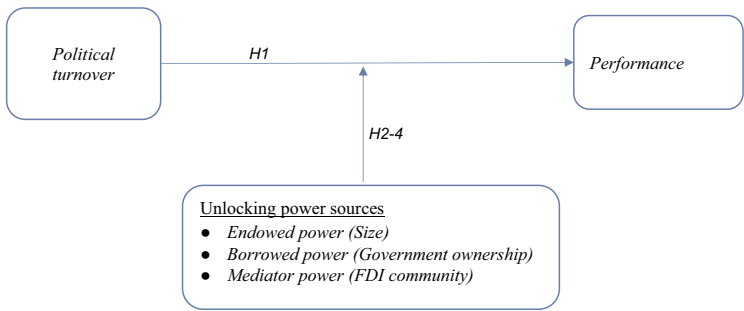 Political
turnover
H1
Performance
H2-4
Unlocking power sources
● Endowed power (Size)
● Borrowed power (Government ownership)
● Mediator power (FDI community)